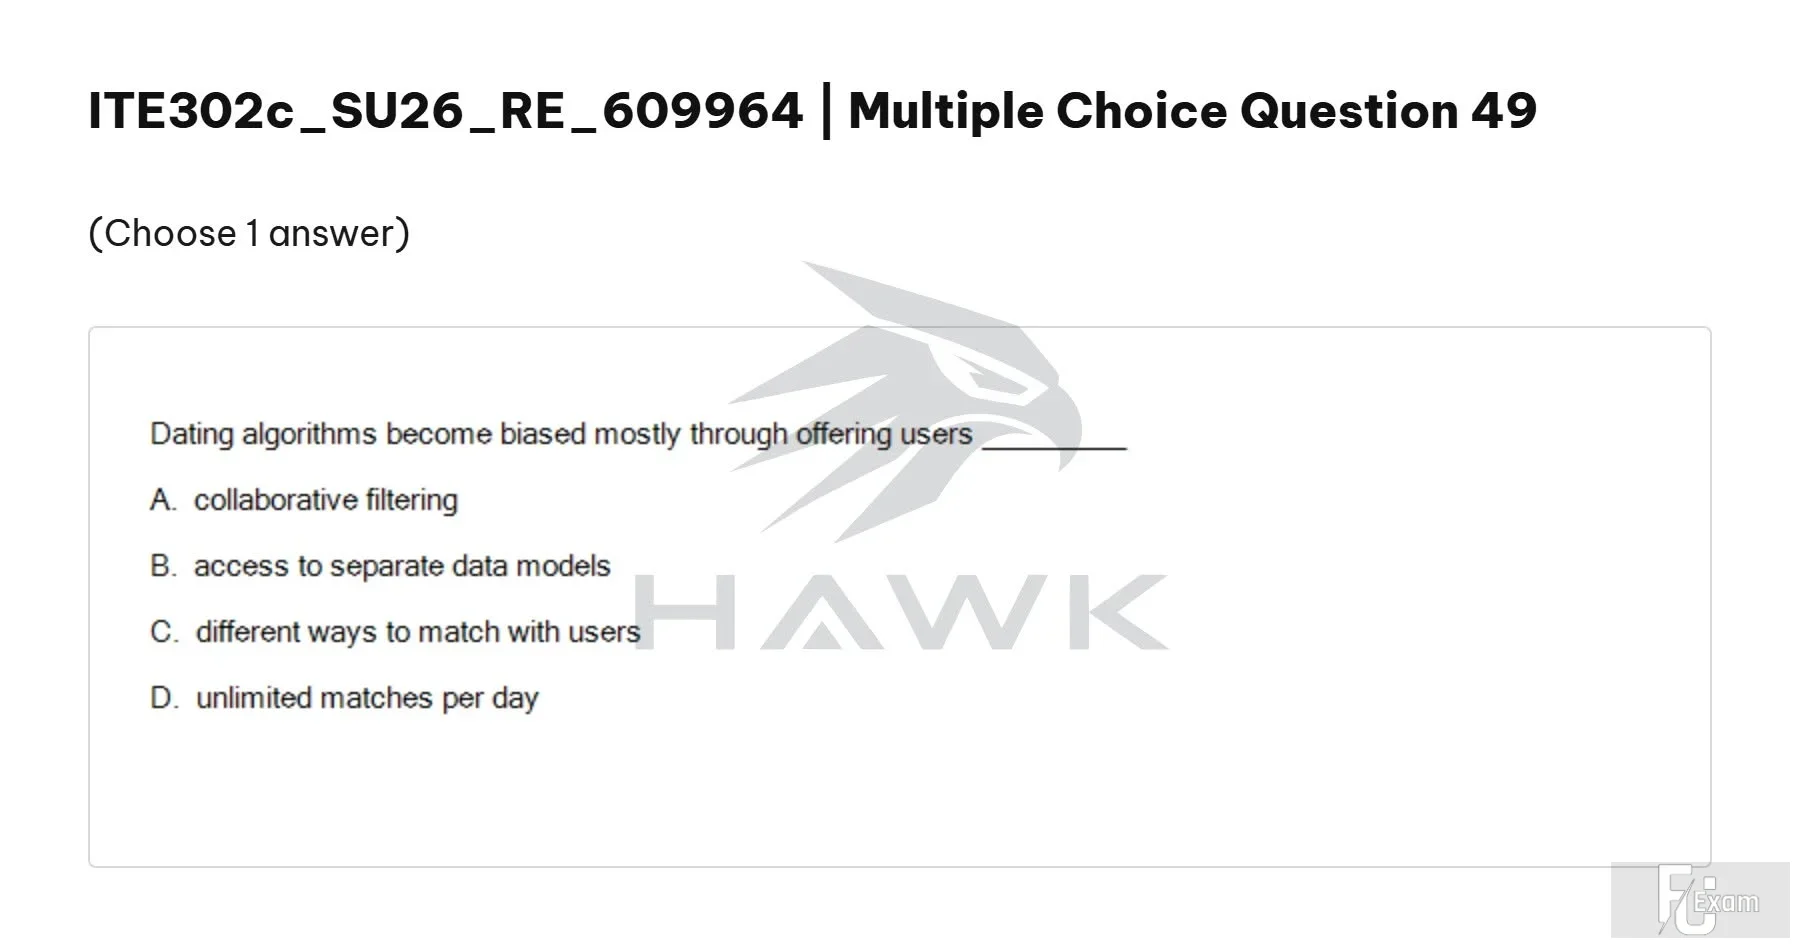 ITE302c_SU26_RE_609964 | Multiple Choice Question 49
(Choose 1 answer)
Dating algorithms become biased mostly through offering users __________
A. collaborative filtering
B. access to separate data models
C. different ways to match with users
D. unlimited matches per day
HAWK
FU Exam